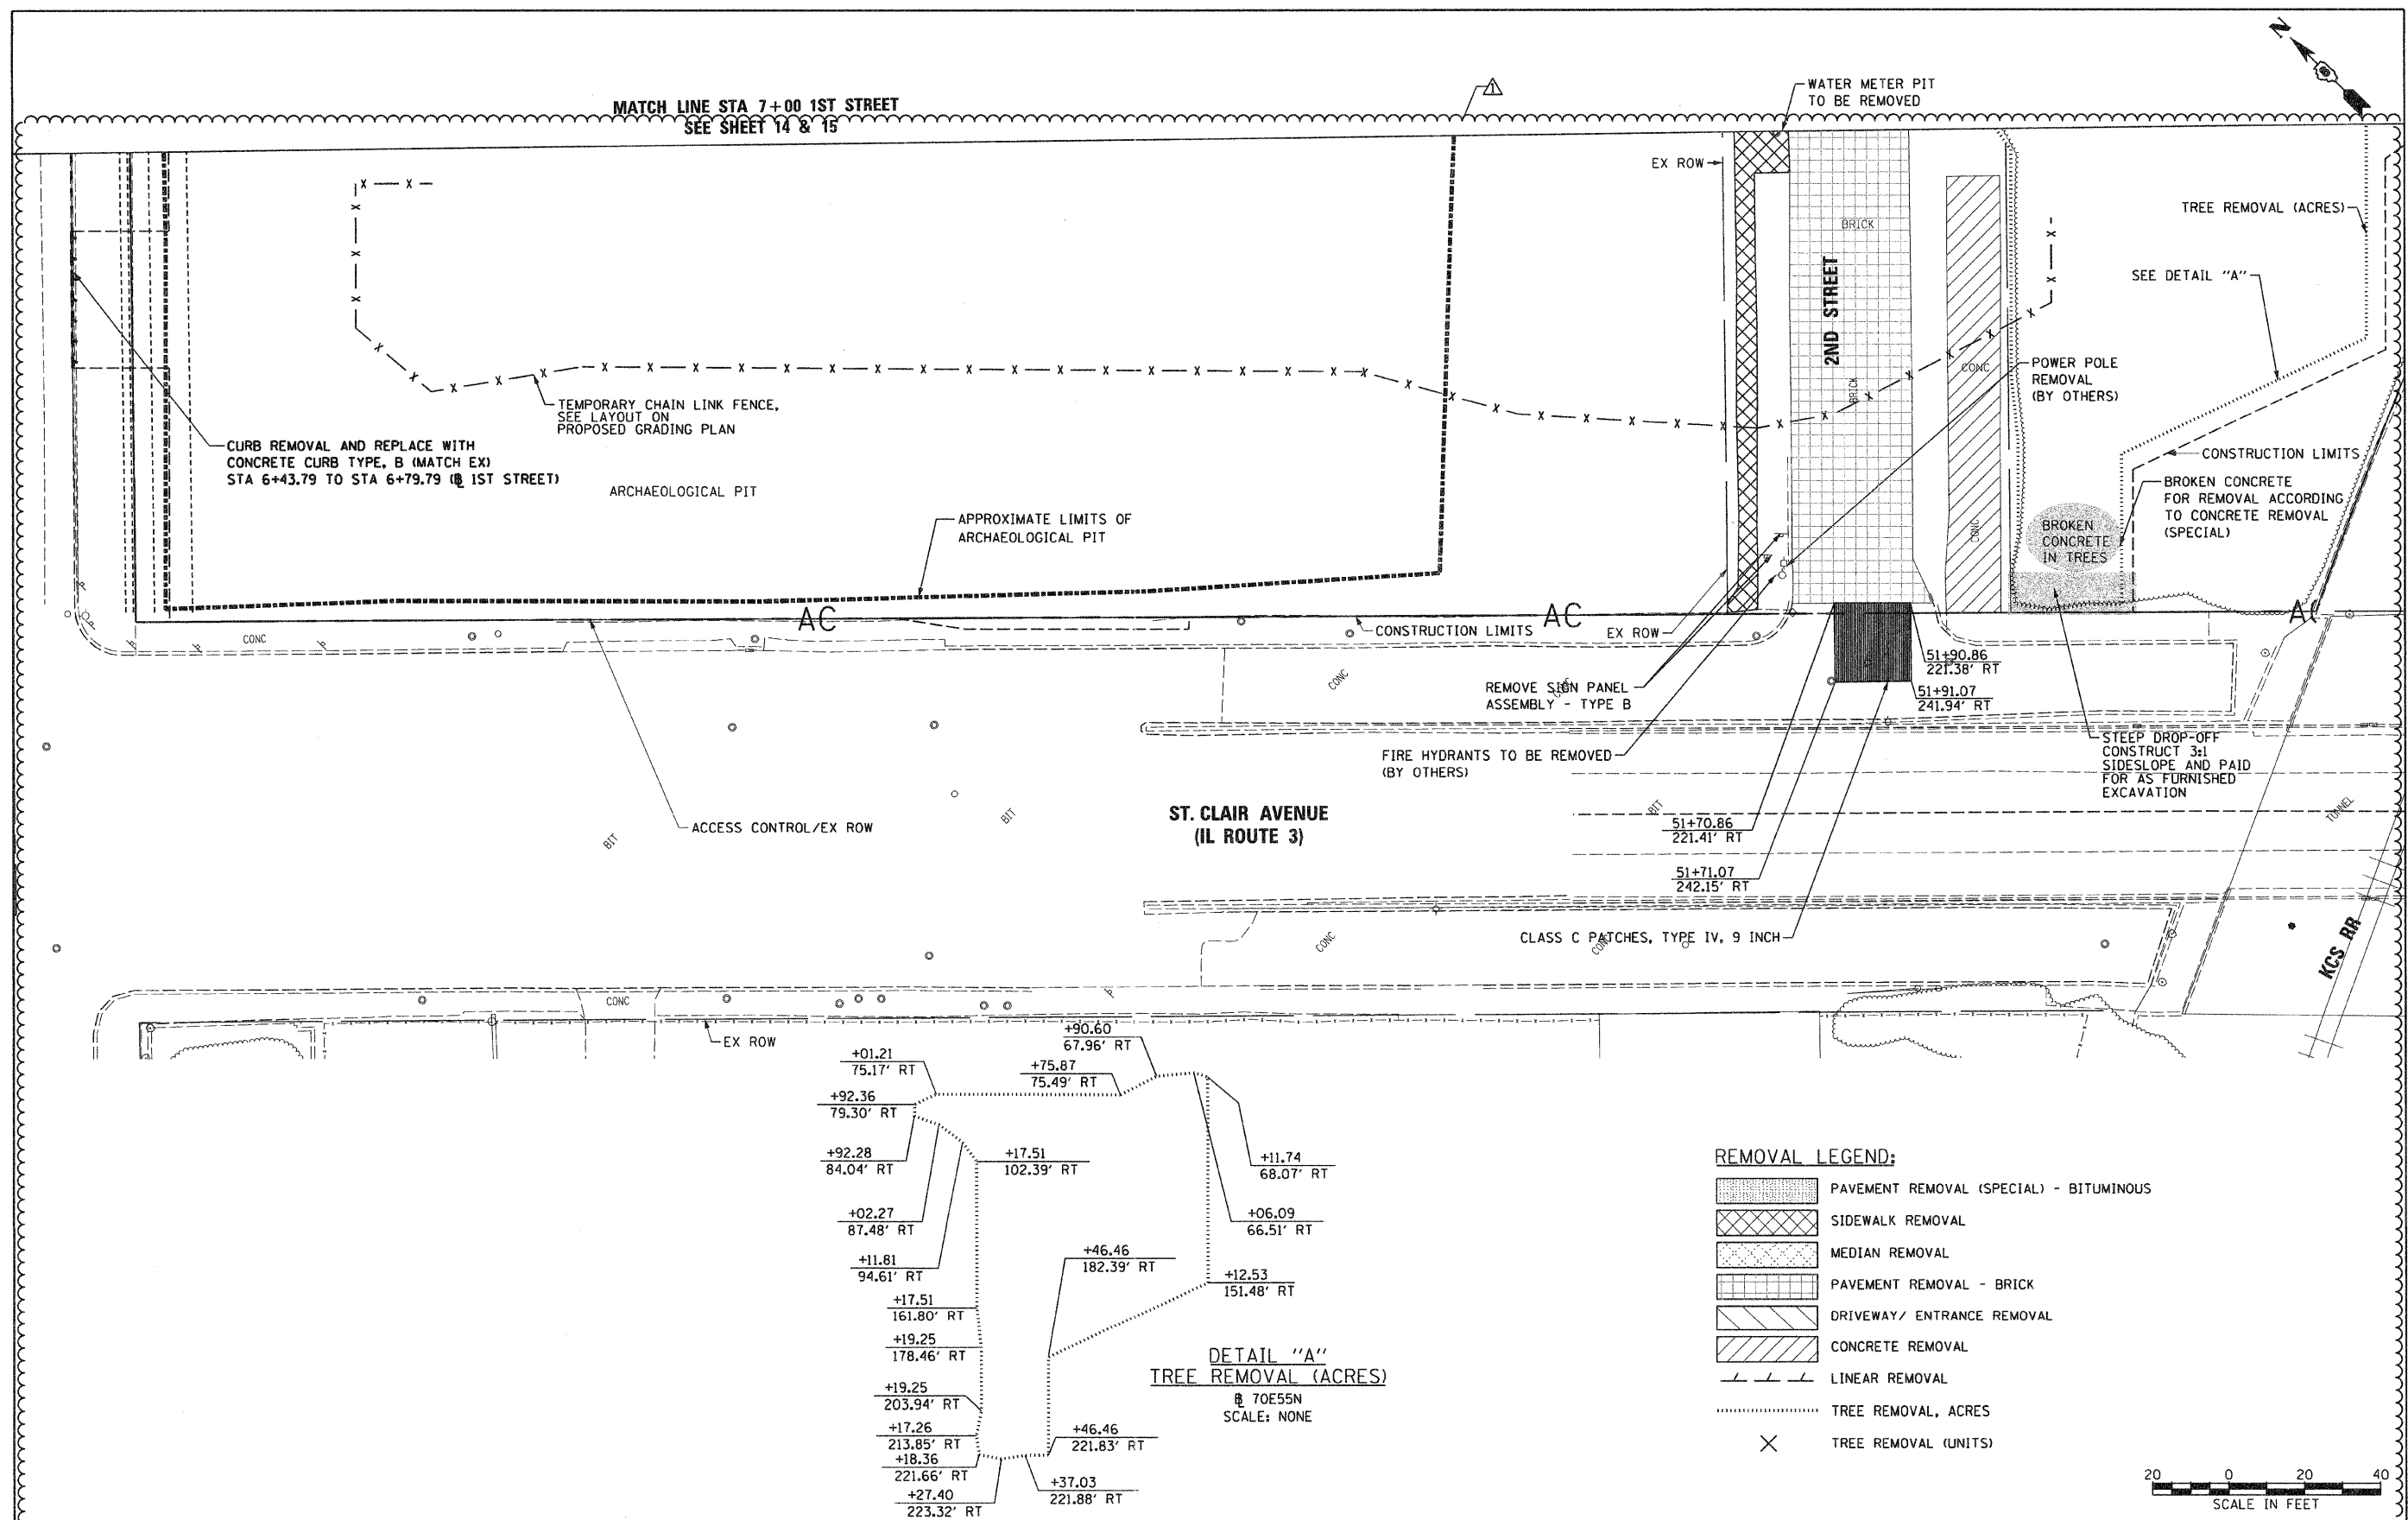 N
MATCH LINE STA 7+00 1ST STREET
SEE SHEET 14 & 15
1
WATER METER PIT
TO BE REMOVED
EX ROW
BRICK
TREE REMOVAL (ACRES)
SEE DETAIL "A"
2ND STREET
BRICK
CONC
POWER POLE
REMOVAL
(BY OTHERS)
TEMPORARY CHAIN LINK FENCE,
SEE LAYOUT ON
PROPOSED GRADING PLAN
CURB REMOVAL AND REPLACE WITH
CONCRETE CURB TYPE, B (MATCH EX)
STA 6+43.79 TO STA 6+79.79 (BL 1ST STREET)
ARCHAEOLOGICAL PIT
APPROXIMATE LIMITS OF
ARCHAEOLOGICAL PIT
CONSTRUCTION LIMITS
BROKEN CONCRETE
FOR REMOVAL ACCORDING
TO CONCRETE REMOVAL
(SPECIAL)
BROKEN
CONCRETE
IN TREES
CONC
AC
AC
AC
CONC
CONSTRUCTION LIMITS
EX ROW
CONC
CONC
REMOVE SIGN PANEL
ASSEMBLY - TYPE B
51+90.86
221.38' RT
51+91.07
241.94' RT
FIRE HYDRANTS TO BE REMOVED
(BY OTHERS)
STEEP DROP-OFF
CONSTRUCT 3:1
SIDESLOPE AND PAID
FOR AS FURNISHED
EXCAVATION
ACCESS CONTROL/EX ROW
BIT
BIT
BIT
ST. CLAIR AVENUE
(IL ROUTE 3)
51+70.86
221.41' RT
51+71.07
242.15' RT
TUNNEL
CLASS C PATCHES, TYPE IV, 9 INCH
CONC
CONC
KCS RR
CONC
EX ROW
+90.60
67.96' RT
+01.21
75.17' RT
+75.87
75.49' RT
+92.36
79.30' RT
+92.28
84.04' RT
+17.51
102.39' RT
+11.74
68.07' RT
+02.27
87.48' RT
+06.09
66.51' RT
+11.81
94.61' RT
+46.46
182.39' RT
+12.53
151.48' RT
+17.51
161.80' RT
+19.25
178.46' RT
+19.25
203.94' RT
+17.26
213.85' RT
+18.36
221.66' RT
+27.40
223.32' RT
+46.46
221.83' RT
+37.03
221.88' RT
DETAIL "A"
TREE REMOVAL (ACRES)
BL 70E55N
SCALE: NONE
REMOVAL LEGEND:
PAVEMENT REMOVAL (SPECIAL) - BITUMINOUS
SIDEWALK REMOVAL
MEDIAN REMOVAL
PAVEMENT REMOVAL - BRICK
DRIVEWAY/ ENTRANCE REMOVAL
CONCRETE REMOVAL
LINEAR REMOVAL
TREE REMOVAL, ACRES
TREE REMOVAL (UNITS)
20 0 20 40
SCALE IN FEET